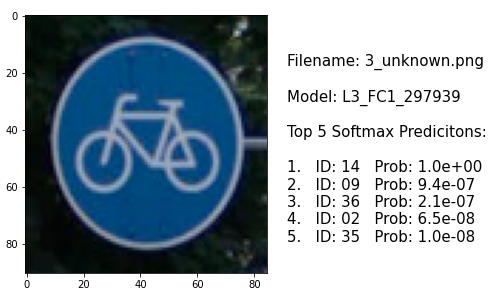 0
20
40
60
80
0 20 40 60 80
Filename: 3_unknown.png
Model: L3_FC1_297939
Top 5 Softmax Predicitons:
1. ID: 14 Prob: 1.0e+00
2. ID: 09 Prob: 9.4e-07
3. ID: 36 Prob: 2.1e-07
4. ID: 02 Prob: 6.5e-08
5. ID: 35 Prob: 1.0e-08